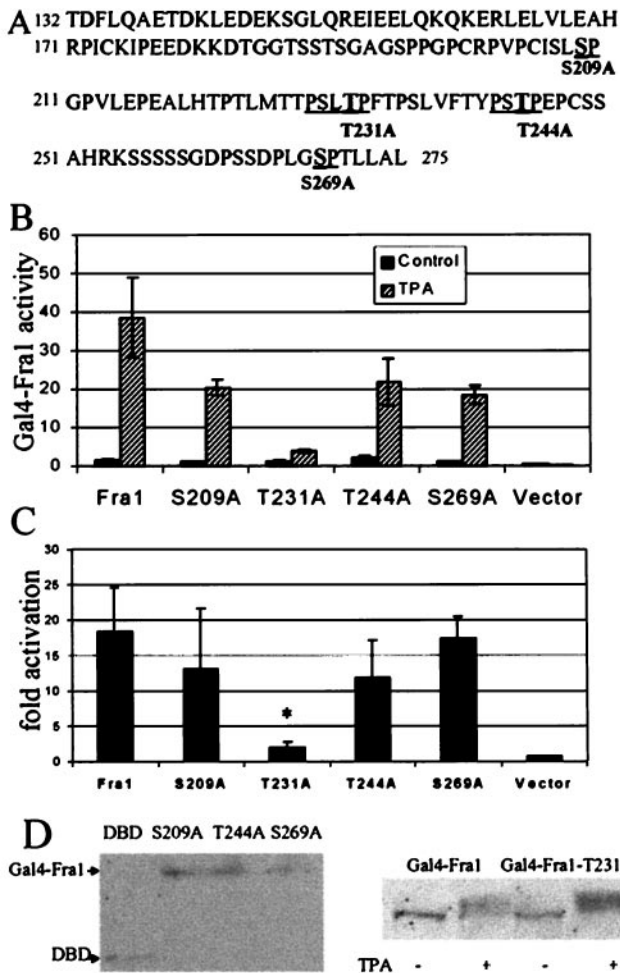 A
132 TDFLQAETDKLEDEKSGLQREIEELQKQKERLELVLEAH
171 RPICKIPEEDKKDTGGTSSTSGAGSPPGPCRPVPCISLSP
S209A
211 GPVLEPEALHTPTLMTTPSLTPFTPSLVFTYPSTPEPCSS
T231A T244A
251 AHRKSSSSSGDPSSDPLGSPTLLAL 275
S269A
B
Gal4-Fra1 activity
60
50
40
30
20
10
0
Control
TPA
Fra1 S209A T231A T244A S269A Vector
C
fold activation
30
25
20
15
10
5
0
*
Fra1 S209A T231A T244A S269A Vector
D
DBD S209A T244A S269A
Gal4-Fra1
DBD
Gal4-Fra1 Gal4-Fra1-T231
TPA - + - +